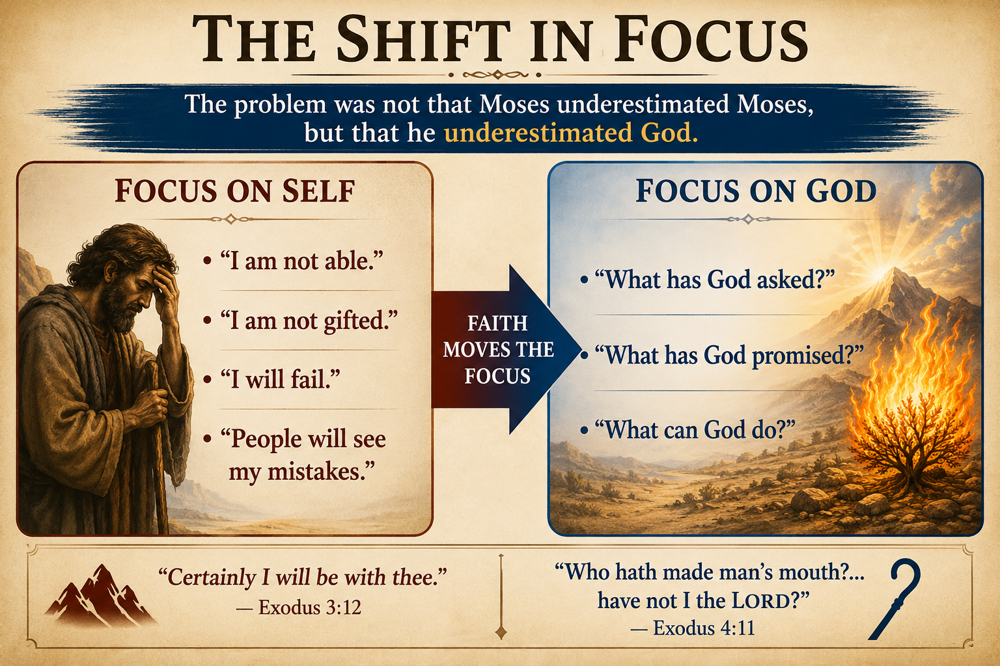 THE SHIFT IN FOCUS
The problem was not that Moses underestimated Moses,
but that he underestimated God.
FOCUS ON SELF
• “I am not able.”
• “I am not gifted.”
• “I will fail.”
• “People will see
my mistakes.”
FAITH
MOVES THE
FOCUS
FOCUS ON GOD
• “What has God asked?”
• “What has God promised?”
• “What can God do?”
“Certainly I will be with thee.”
— Exodus 3:12
“Who hath made man’s mouth?...
have not I the LORD?”
— Exodus 4:11